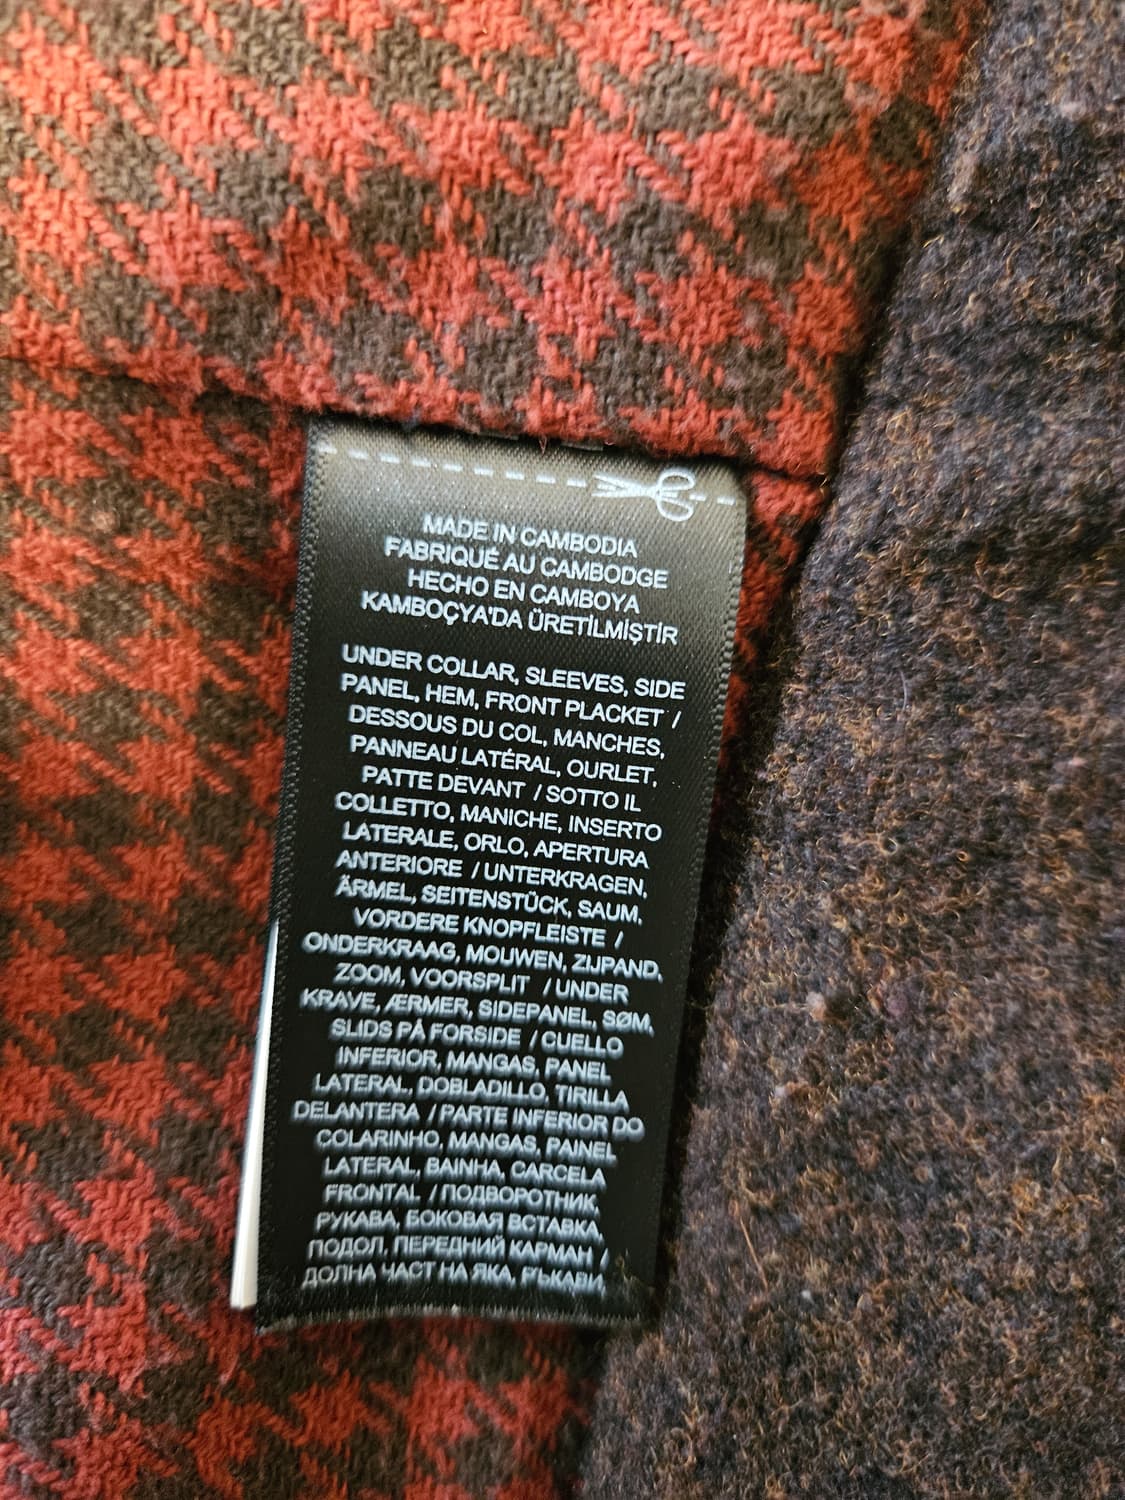 MADE IN CAMBODIA
FABRIQUÉ AU CAMBODGE
HECHO EN CAMBOYA
KAMBOÇYA'DA ÜRETİLMİŞTİR
UNDER COLLAR, SLEEVES, SIDE
PANEL, HEM, FRONT PLACKET /
DESSOUS DU COL, MANCHES,
PANNEAU LATÉRAL, OURLET,
PATTE DEVANT / SOTTO IL
COLLETTO, MANICHE, INSERTO
LATERALE, ORLO, APERTURA
ANTERIORE / UNTERKRAGEN,
ÄRMEL, SEITENSTÜCK, SAUM,
VORDERE KNOPFLEISTE /
ONDERKRAAG, MOUWEN, ZIJPAND,
ZOOM, VOORSPLIT / UNDER
KRAVE, ÆRMER, SIDEPANEL, SØM,
SLIDS PÅ FORSIDE / CUELLO
INFERIOR, MANGAS, PANEL
LATERAL, DOBLADILLO, TIRILLA
DELANTERA / PARTE INFERIOR DO
COLARINHO, MANGAS, PAINEL
LATERAL, BAINHA, CARCELA
FRONTAL / ПОДВОРОТНИК,
РУКАВА, БОКОВАЯ ВСТАВКА,
ПОДОЛ, ПЕРЕДНИЙ КАРМАН /
ДОЛНА ЧАСТ НА ЯКА, РЪКАВИ,